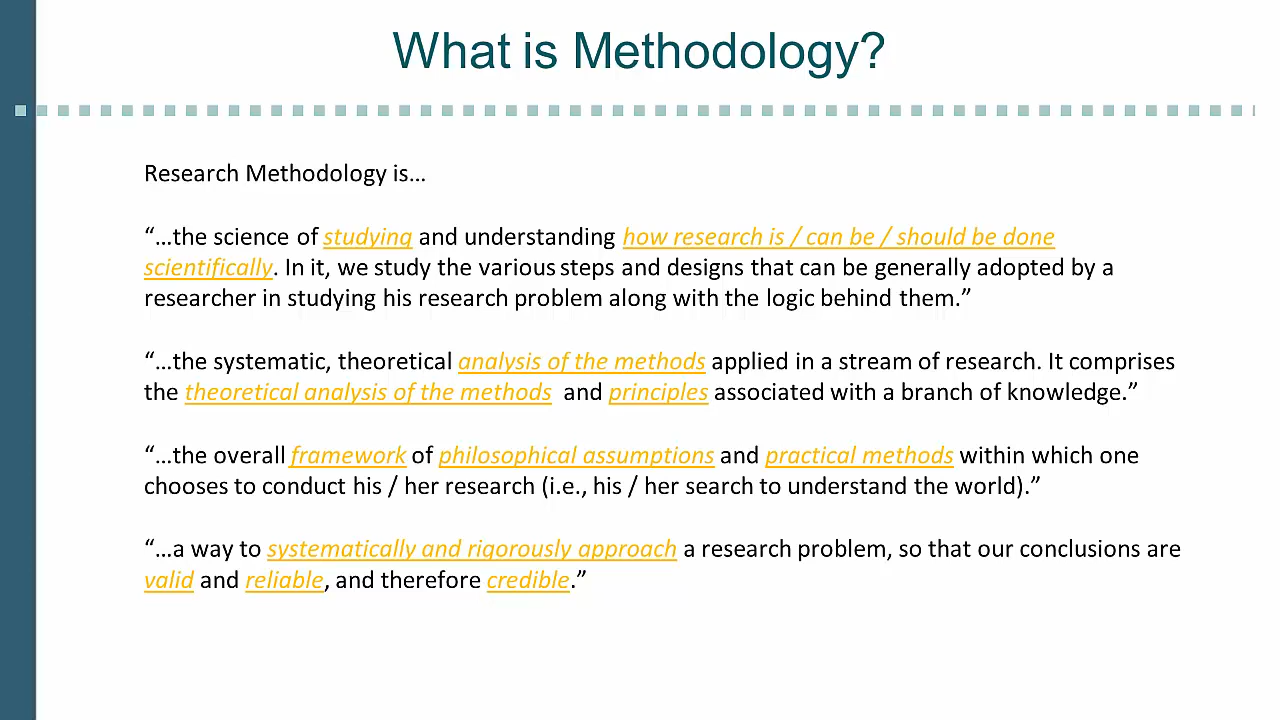 What is Methodology?
Research Methodology is…
“…the science of studying and understanding how research is / can be / should be done
scientifically. In it, we study the various steps and designs that can be generally adopted by a
researcher in studying his research problem along with the logic behind them.”
“…the systematic, theoretical analysis of the methods applied in a stream of research. It comprises
the theoretical analysis of the methods and principles associated with a branch of knowledge.”
“…the overall framework of philosophical assumptions and practical methods within which one
chooses to conduct his / her research (i.e., his / her search to understand the world).”
“…a way to systematically and rigorously approach a research problem, so that our conclusions are
valid and reliable, and therefore credible.”